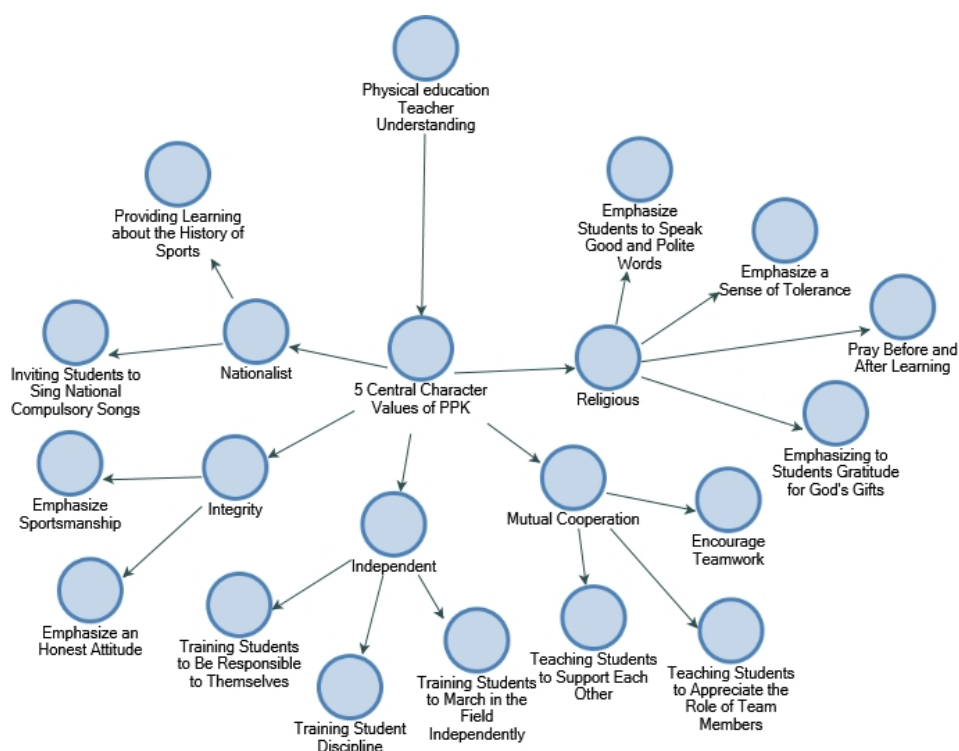 Physical education
Teacher
Understanding
Providing Learning
about the History of
Sports
Emphasize
Students to Speak
Good and Polite
Words
Emphasize a
Sense of Tolerance
Inviting Students to
Sing National
Compulsory Songs
Nationalist
5 Central Character
Values of PPK
Religious
Pray Before and
After Learning
Emphasizing to
Students Gratitude
for God's Gifts
Emphasize
Sportsmanship
Integrity
Independent
Mutual Cooperation
Encourage
Teamwork
Emphasize an
Honest Attitude
Training Students
to Be Responsible
to Themselves
Training Student
Discipline
Training Students
to March in the
Field
Independently
Teaching Students
to Support Each
Other
Teaching Students
to Appreciate the
Role of Team
Members